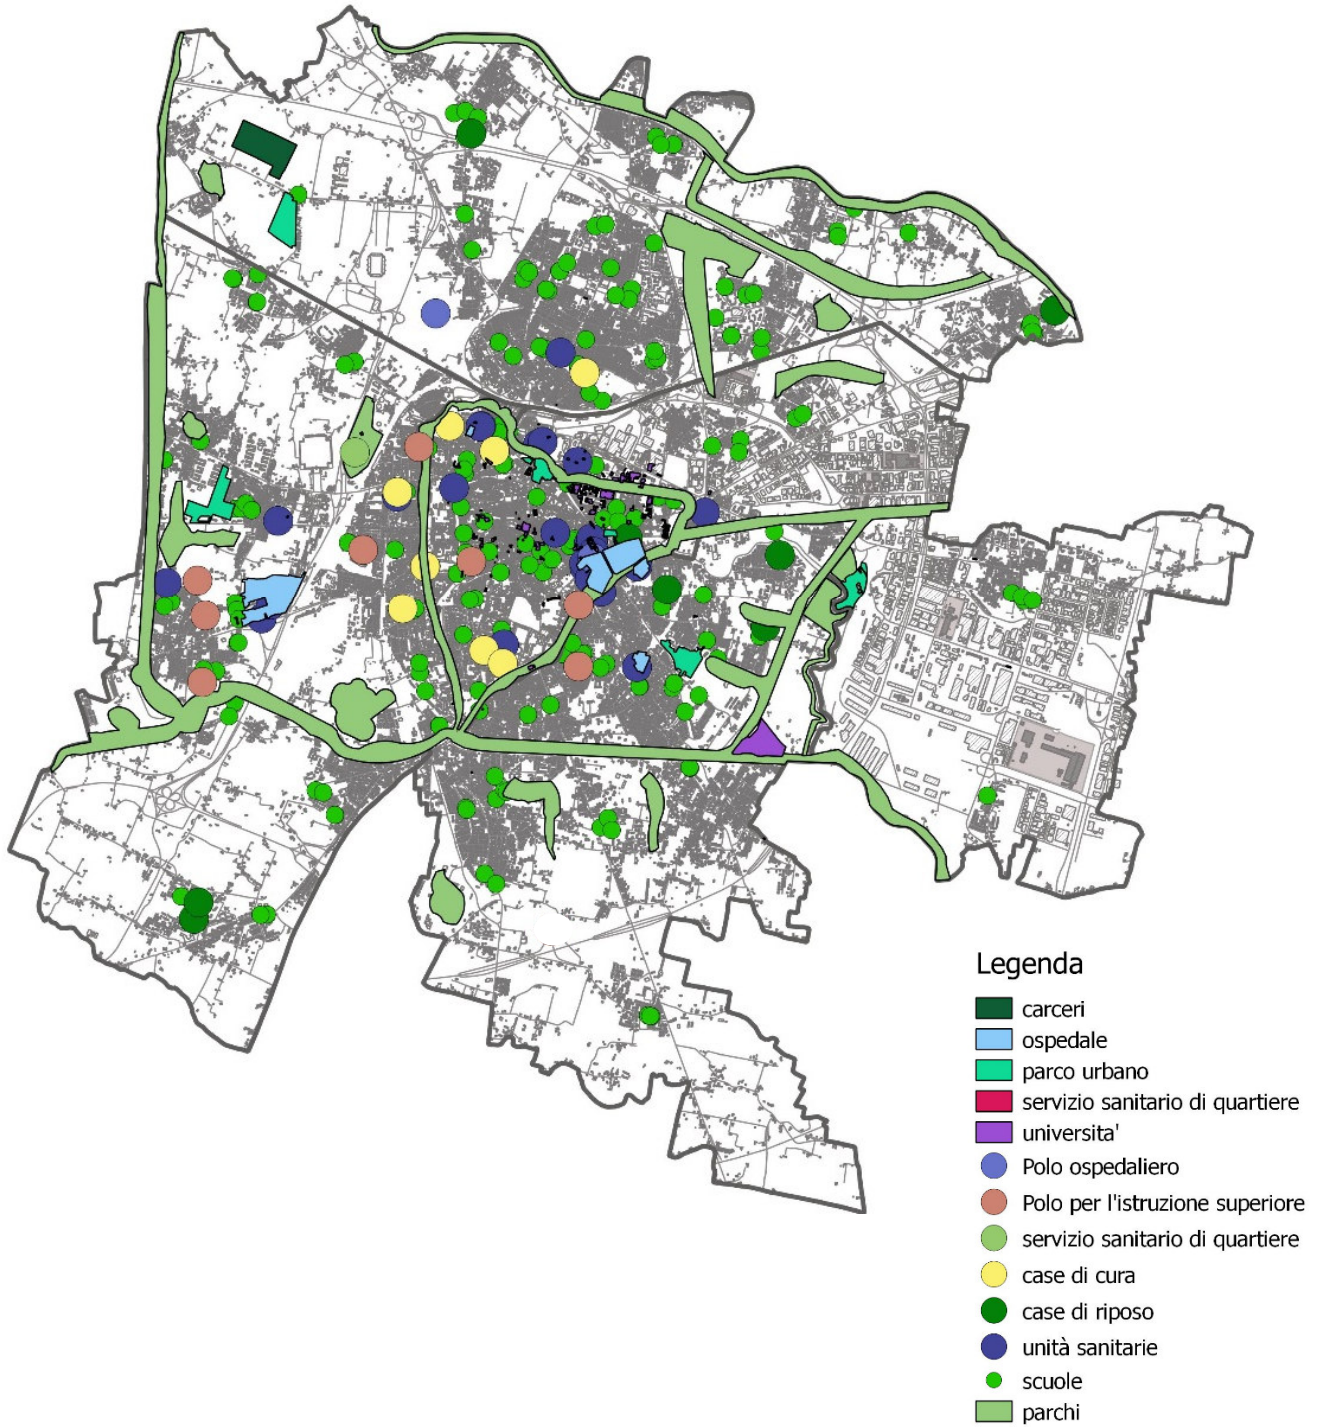 Legenda
carceri
ospedale
parco urbano
servizio sanitario di quartiere
universita'
Polo ospedaliero
Polo per l'istruzione superiore
servizio sanitario di quartiere
case di cura
case di riposo
unità sanitarie
scuole
parchi